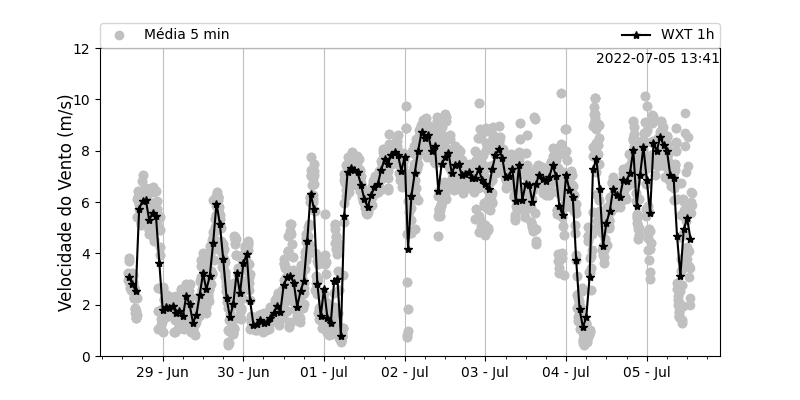 Média 5 min
WXT 1h
2022-07-05 13:41
Velocidade do Vento (m/s)
12
10
8
6
4
2
0
29 - Jun
30 - Jun
01 - Jul
02 - Jul
03 - Jul
04 - Jul
05 - Jul